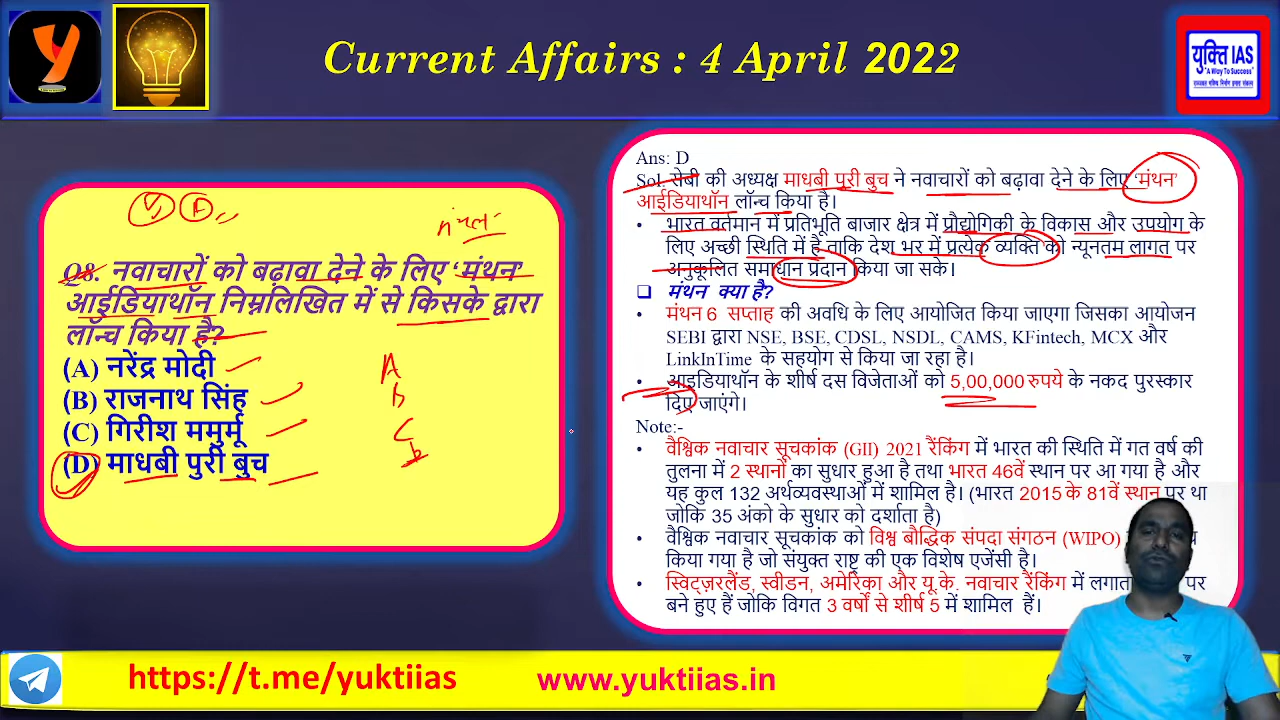 Current Affairs : 4 April 2022
युक्ति IAS
"A Way To Success"
Q8. नवाचारों को बढ़ावा देने के लिए ‘मंथन’
आईडियाथॉन निम्नलिखित में से किसके द्वारा
लॉन्च किया है?
(A) नरेंद्र मोदी
(B) राजनाथ सिंह
(C) गिरीश ममुर्मू
(D) माधबी पुरी बुच
A
b
C
Ans: D
Sol. सेबी की अध्यक्ष माधबी पूरी बुच ने नवाचारों को बढ़ावा देने के लिए ‘मंथन’
आईडियाथॉन लॉन्च किया है।
• भारत वर्तमान में प्रतिभूति बाजार क्षेत्र में प्रौद्योगिकी के विकास और उपयोग के
लिए अच्छी स्थिति में है ताकि देश भर में प्रत्येक व्यक्ति को न्यूनतम लागत पर
अनुकूलित समाधान प्रदान किया जा सके।
❑ मंथन क्या है?
• मंथन 6 सप्ताह की अवधि के लिए आयोजित किया जाएगा जिसका आयोजन
SEBI द्वारा NSE, BSE, CDSL, NSDL, CAMS, KFintech, MCX और
LinkInTime के सहयोग से किया जा रहा है।
• आइडियाथॉन के शीर्ष दस विजेताओं को 5,00,000 रुपये के नकद पुरस्कार
दिए जाएंगे।
Note:-
• वैश्विक नवाचार सूचकांक (GII) 2021 रैंकिंग में भारत की स्थिति में गत वर्ष की
तुलना में 2 स्थानों का सुधार हुआ है तथा भारत 46वें स्थान पर आ गया है और
यह कुल 132 अर्थव्यवस्थाओं में शामिल है। (भारत 2015 के 81वें स्थान पर था
जोकि 35 अंको के सुधार को दर्शाता है)
• वैश्विक नवाचार सूचकांक को विश्व बौद्धिक संपदा संगठन (WIPO)
किया गया है जो संयुक्त राष्ट्र की एक विशेष एजेंसी है।
• स्विट्ज़रलैंड, स्वीडन, अमेरिका और यू.के. नवाचार रैंकिंग में पर
बने हुए हैं जोकि विगत 3 वर्षों से शीर्ष 5 में शामिल हैं।
https://t.me/yuktiias
www.yuktiias.in